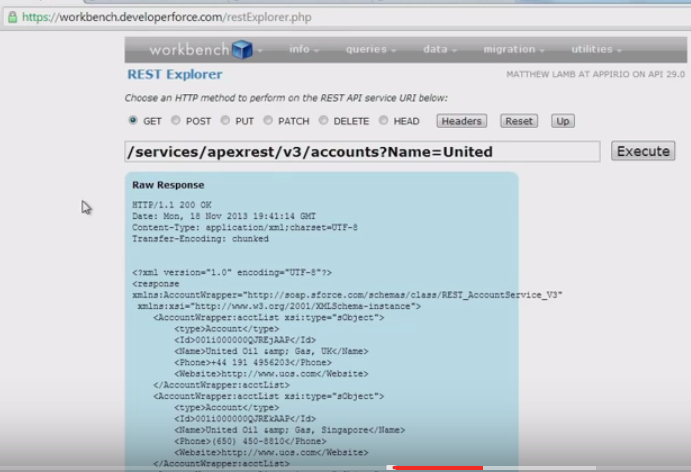 https://workbench.developerforce.com/restExplorer.php
workbench info queries data migration utilities
REST Explorer
MATTHEW LAMB AT APPIRIO ON API 29.0
Choose an HTTP method to perform on the REST API service URI below:
GET POST PUT PATCH DELETE HEAD Headers Reset Up
/services/apexrest/v3/accounts?Name=United Execute
Raw Response
HTTP/1.1 200 OK
Date: Mon, 18 Nov 2013 19:41:14 GMT
Content-Type: application/xml;charset=UTF-8
Transfer-Encoding: chunked
<?xml version="1.0" encoding="UTF-8"?>
<response
xmlns:AccountWrapper="http://soap.sforce.com/schemas/class/REST_AccountService_V3"
xmlns:xsi="http://www.w3.org/2001/XMLSchema-instance">
<AccountWrapper:acctList xsi:type="sObject">
<type>Account</type>
<Id>001i000000QJREjAAP</Id>
<Name>United Oil &amp; Gas, UK</Name>
<Phone>+44 191 4956203</Phone>
<Website>http://www.uos.com</Website>
</AccountWrapper:acctList>
<AccountWrapper:acctList xsi:type="sObject">
<type>Account</type>
<Id>001i000000QJREkAAP</Id>
<Name>United Oil &amp; Gas, Singapore</Name>
<Phone>(650) 450-8810</Phone>
<Website>http://www.uos.com</Website>
</AccountWrapper:acctList>